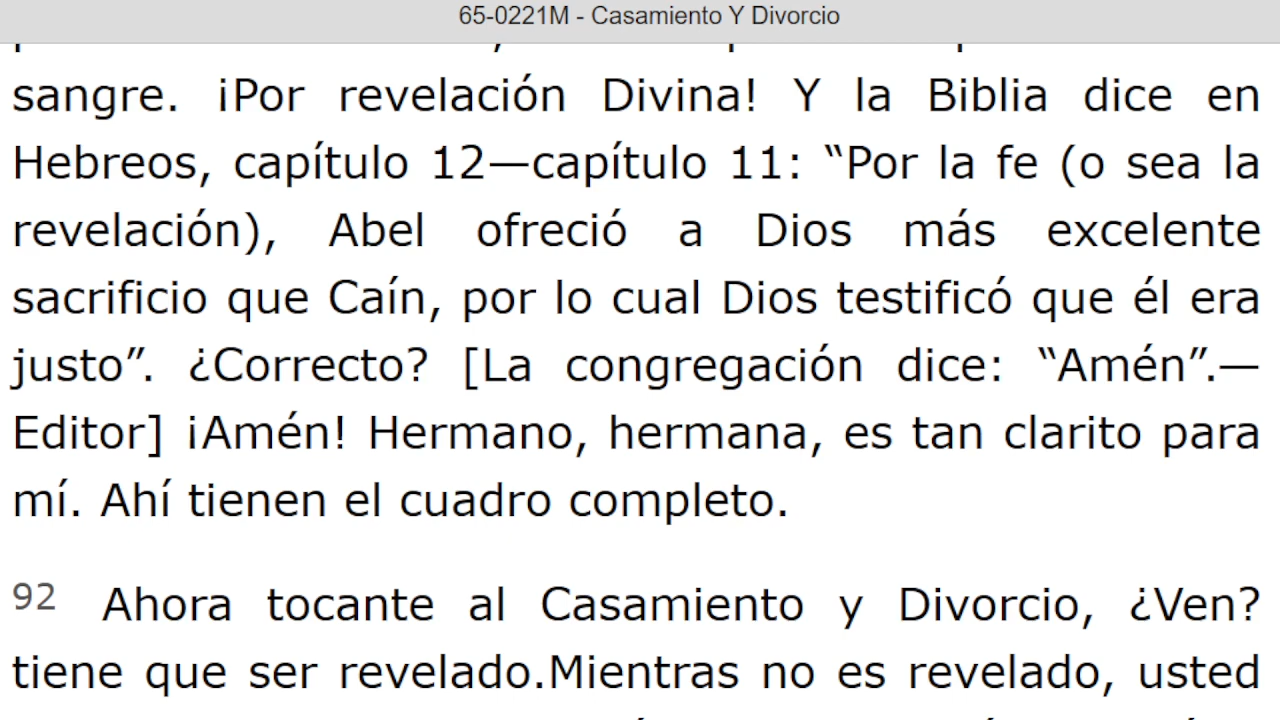 65-0221M - Casamiento Y Divorcio
sangre. ¡Por revelación Divina! Y la Biblia dice en
Hebreos, capítulo 12—capítulo 11: “Por la fe (o sea la
revelación), Abel ofreció a Dios más excelente
sacrificio que Caín, por lo cual Dios testificó que él era
justo”. ¿Correcto? [La congregación dice: “Amén”.—
Editor] ¡Amén! Hermano, hermana, es tan clarito para
mí. Ahí tienen el cuadro completo.
92 Ahora tocante al Casamiento y Divorcio, ¿Ven?
tiene que ser revelado.Mientras no es revelado, usted